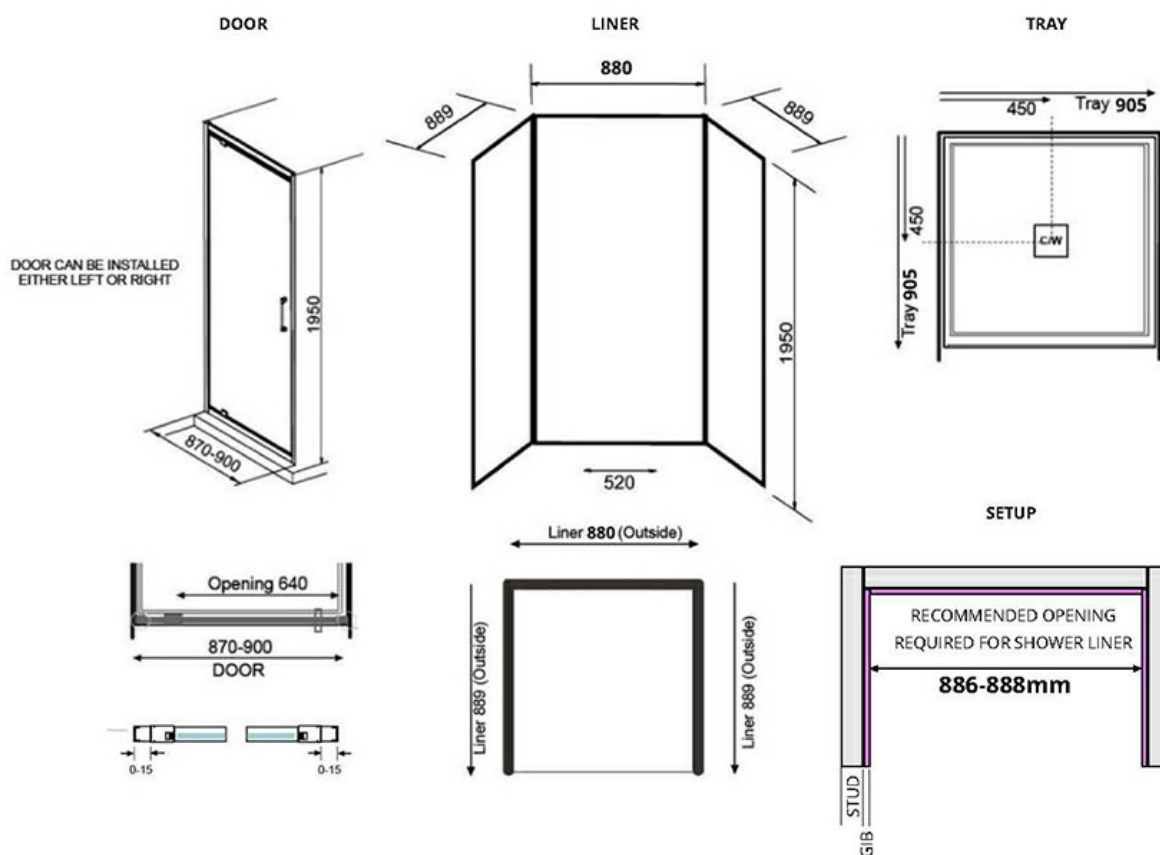 DOOR
LINER
TRAY
880
889
889
450
Tray 905
450
Tray 905
C/W
DOOR CAN BE INSTALLED
EITHER LEFT OR RIGHT
1950
870-900
1950
520
Opening 640
870-900
DOOR
0-15
0-15
Liner 880 (Outside)
Liner 889 (Outside)
Liner 889 (Outside)
SETUP
RECOMMENDED OPENING
REQUIRED FOR SHOWER LINER
886-888mm
STUD
GIB